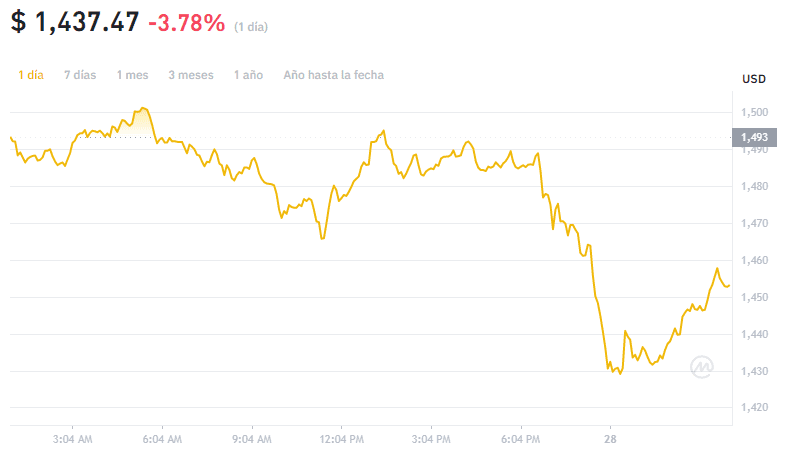 $ 1,437.47 -3.78% (1 día)
1 día 7 días 1 mes 3 meses 1 año Año hasta la fecha
USD
1,500
1,493
1,490
1,480
1,470
1,460
1,450
1,440
1,430
1,420
3:04 AM 6:04 AM 9:04 AM 12:04 PM 3:04 PM 6:04 PM 28